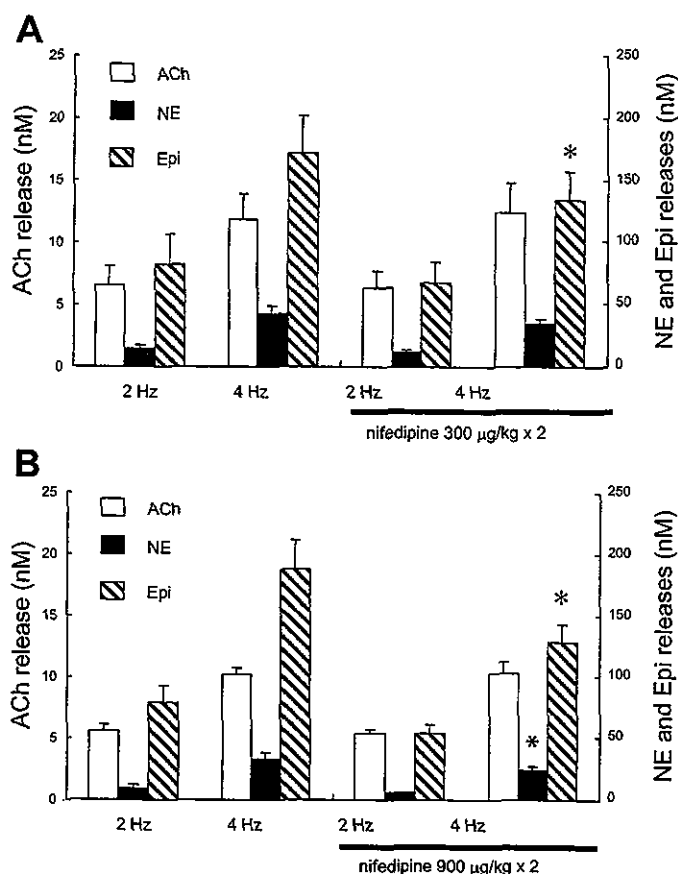 A
ACh release (nM)
25
20
15
10
5
0
ACh
NE
Epi
*
250
200
150
100
50
0
NE and Epi releases (nM)
2 Hz 4 Hz 2 Hz 4 Hz
nifedipine 300 µg/kg x 2
B
ACh release (nM)
25
20
15
10
5
0
ACh
NE
Epi
*
*
250
200
150
100
50
0
NE and Epi releases (nM)
2 Hz 4 Hz 2 Hz 4 Hz
nifedipine 900 µg/kg x 2